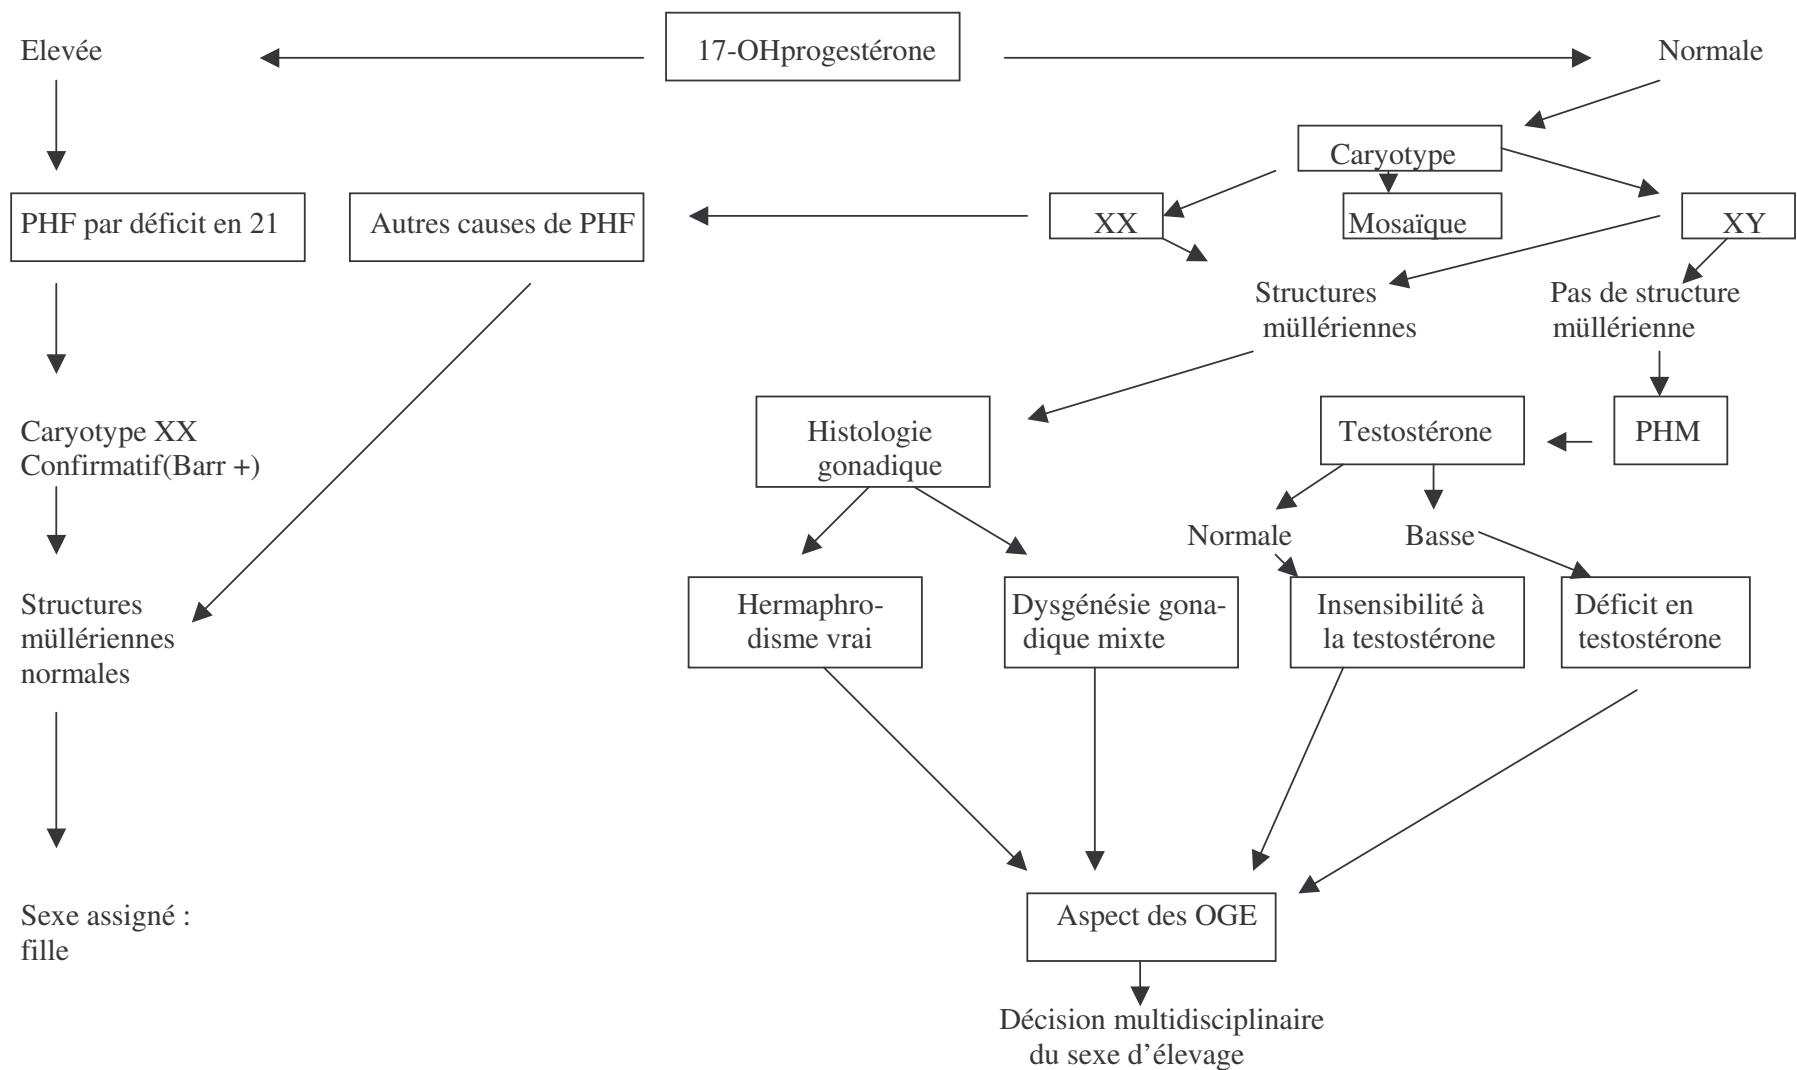 Elevée
17-OHprogestérone
Normale
Caryotype
PHF par déficit en 21
Autres causes de PHF
XX
Mosaïque
XY
Structures
müllériennes
Pas de structure
müllérienne
Caryotype XX
Confirmatif(Barr +)
Histologie
gonadique
Testostérone
PHM
Normale
Basse
Structures
müllériennes
normales
Hermaphro-
disme vrai
Dysgénésie gona-
dique mixte
Insensibilité à
la testostérone
Déficit en
testostérone
Sexe assigné :
fille
Aspect des OGE
Décision multidisciplinaire
du sexe d’élevage